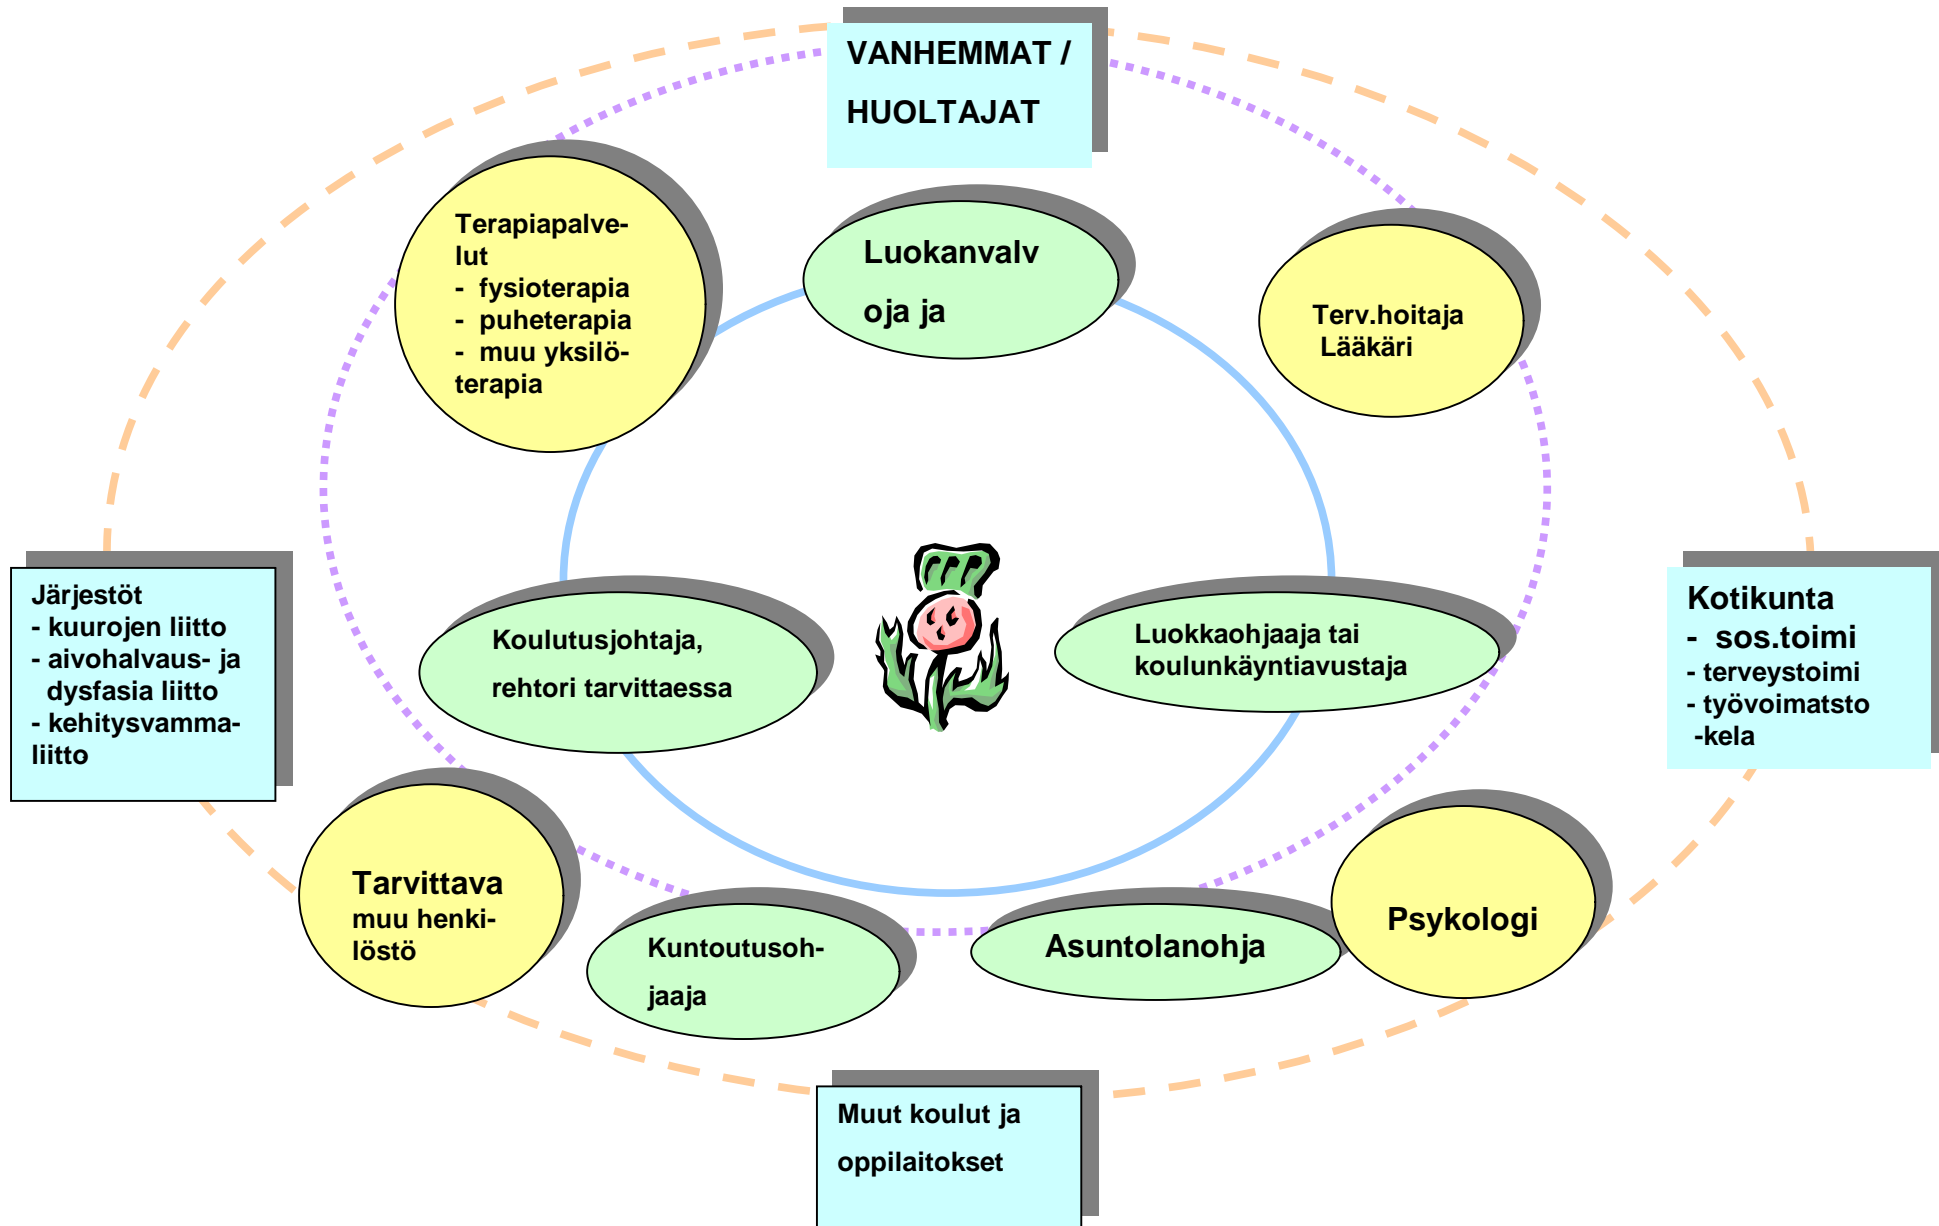 VANHEMMAT /
HUOLTAJAT
Terapiapalve-
lut
- fysioterapia
- puheterapia
- muu yksilö-
terapia
Luokanvalv
oja ja
Terv.hoitaja
Lääkäri
Järjestöt
- kuurojen liitto
- aivohalvaus- ja
dysfasia liitto
- kehitysvamma-
liitto
Koulutusjohtaja,
rehtori tarvittaessa
Luokkaohjaaja tai
koulunkäyntiavustaja
Kotikunta
- sos.toimi
- terveystoimi
- työvoimatsto
-kela
Tarvittava
muu henki-
löstö
Kuntoutusoh-
jaaja
Asuntolanohja
Psykologi
Muut koulut ja
oppilaitokset